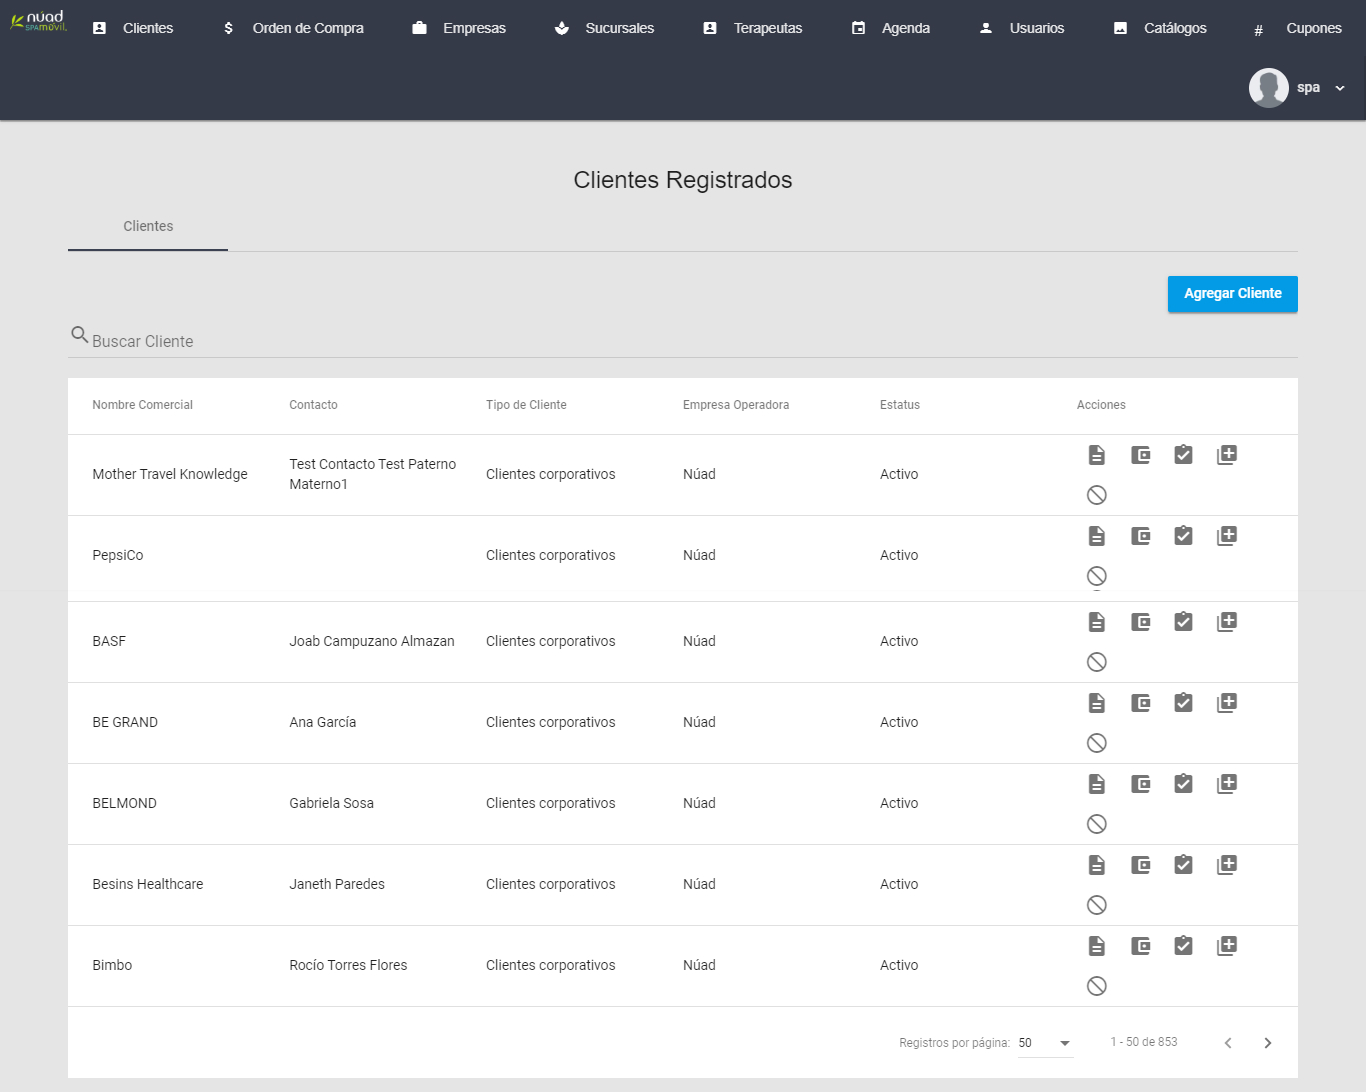 núad
SPAMÓVIL
Clientes
Orden de Compra
Empresas
Sucursales
Terapeutas
Agenda
Usuarios
Catálogos
# Cupones
spa
Clientes Registrados
Clientes
Agregar Cliente
Buscar Cliente
Nombre Comercial Contacto Tipo de Cliente Empresa Operadora Estatus Acciones
Mother Travel Knowledge Test Contacto Test Paterno Materno1 Clientes corporativos Núad Activo
PepsiCo Clientes corporativos Núad Activo
BASF Joab Campuzano Almazan Clientes corporativos Núad Activo
BE GRAND Ana García Clientes corporativos Núad Activo
BELMOND Gabriela Sosa Clientes corporativos Núad Activo
Besins Healthcare Janeth Paredes Clientes corporativos Núad Activo
Bimbo Rocío Torres Flores Clientes corporativos Núad Activo
Registros por página: 50 1 - 50 de 853